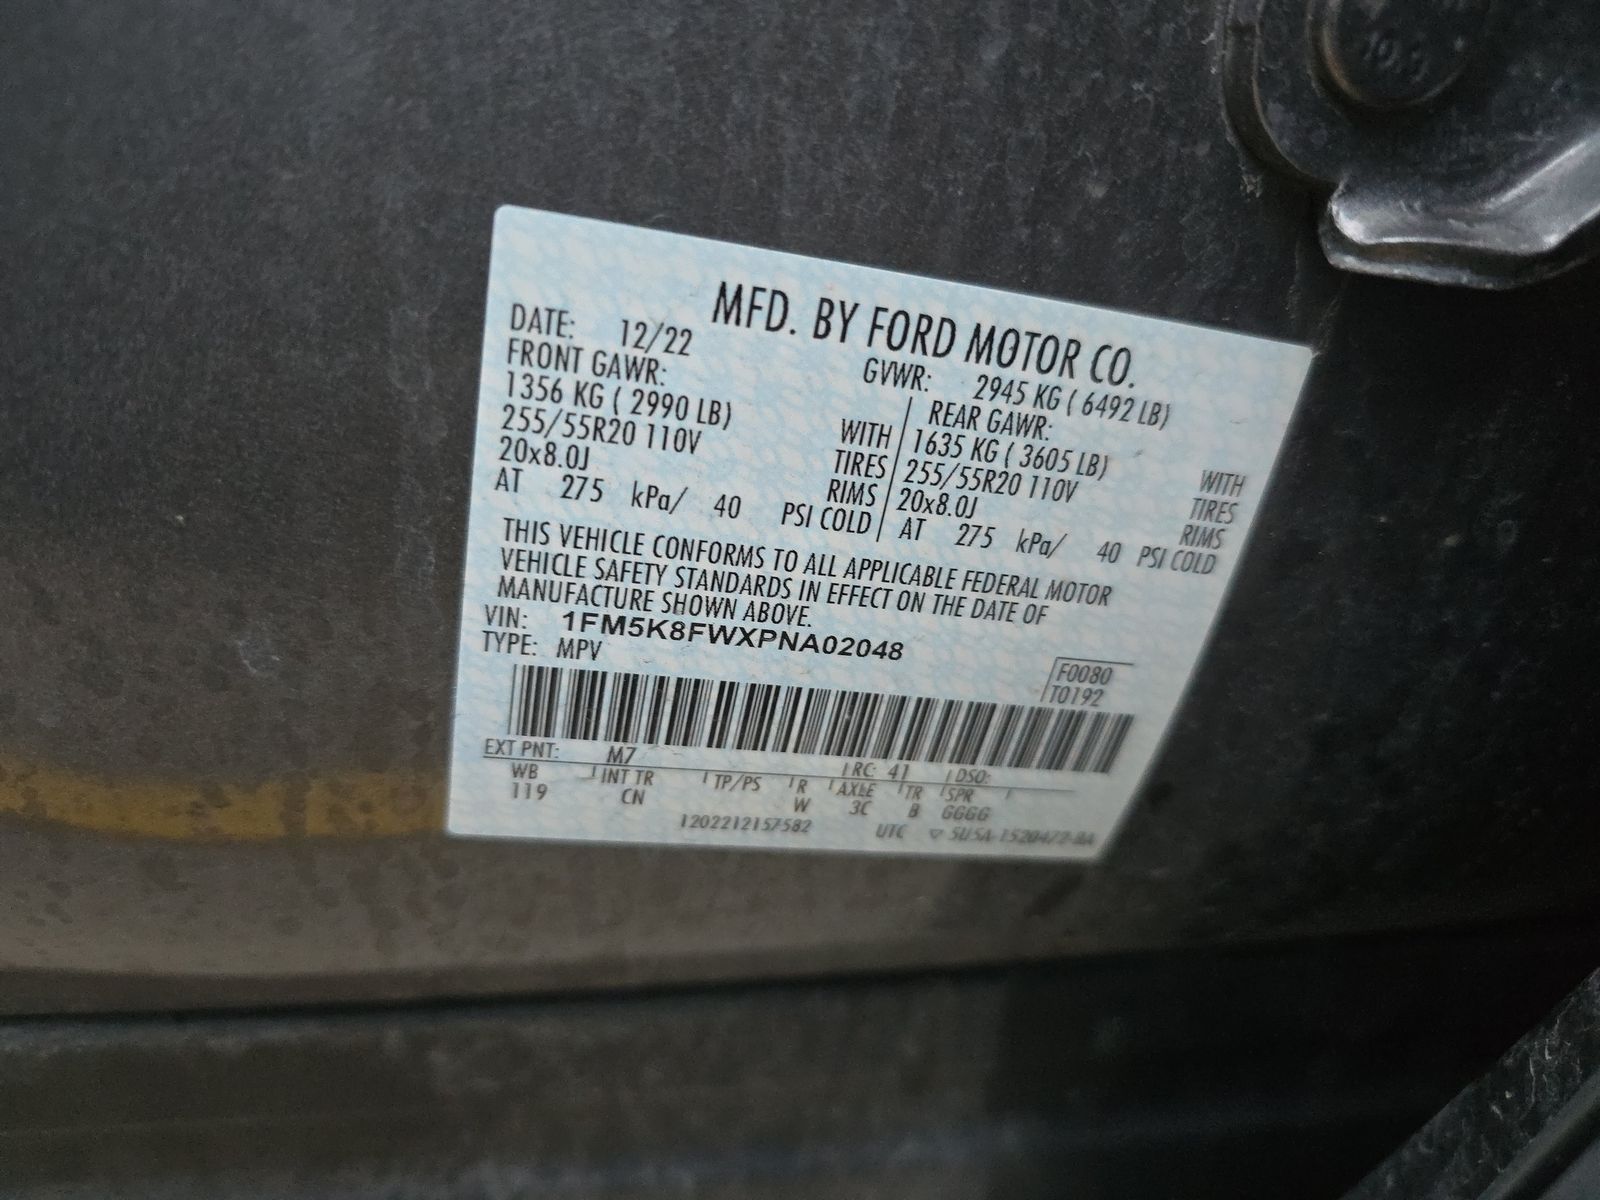 10.9
MFD. BY FORD MOTOR CO.
DATE: 12/22 GVWR: 2945 KG ( 6492 LB)
FRONT GAWR: REAR GAWR:
1356 KG ( 2990 LB) WITH 1635 KG ( 3605 LB) WITH
255/55R20 110V TIRES 255/55R20 110V TIRES
20x8.0J RIMS 20x8.0J RIMS
AT 275 kPa/ 40 PSI COLD AT 275 kPa/ 40 PSI COLD
THIS VEHICLE CONFORMS TO ALL APPLICABLE FEDERAL MOTOR
VEHICLE SAFETY STANDARDS IN EFFECT ON THE DATE OF
MANUFACTURE SHOWN ABOVE.
VIN: 1FM5K8FWXPNA02048
TYPE: MPV
F0080
T0192
EXT PNT: M7 RC: 41 DSO:
WB INT TR TP/PS R AXLE TR SPR
119 CN W 3C B GGGG
1202212157582 UTC